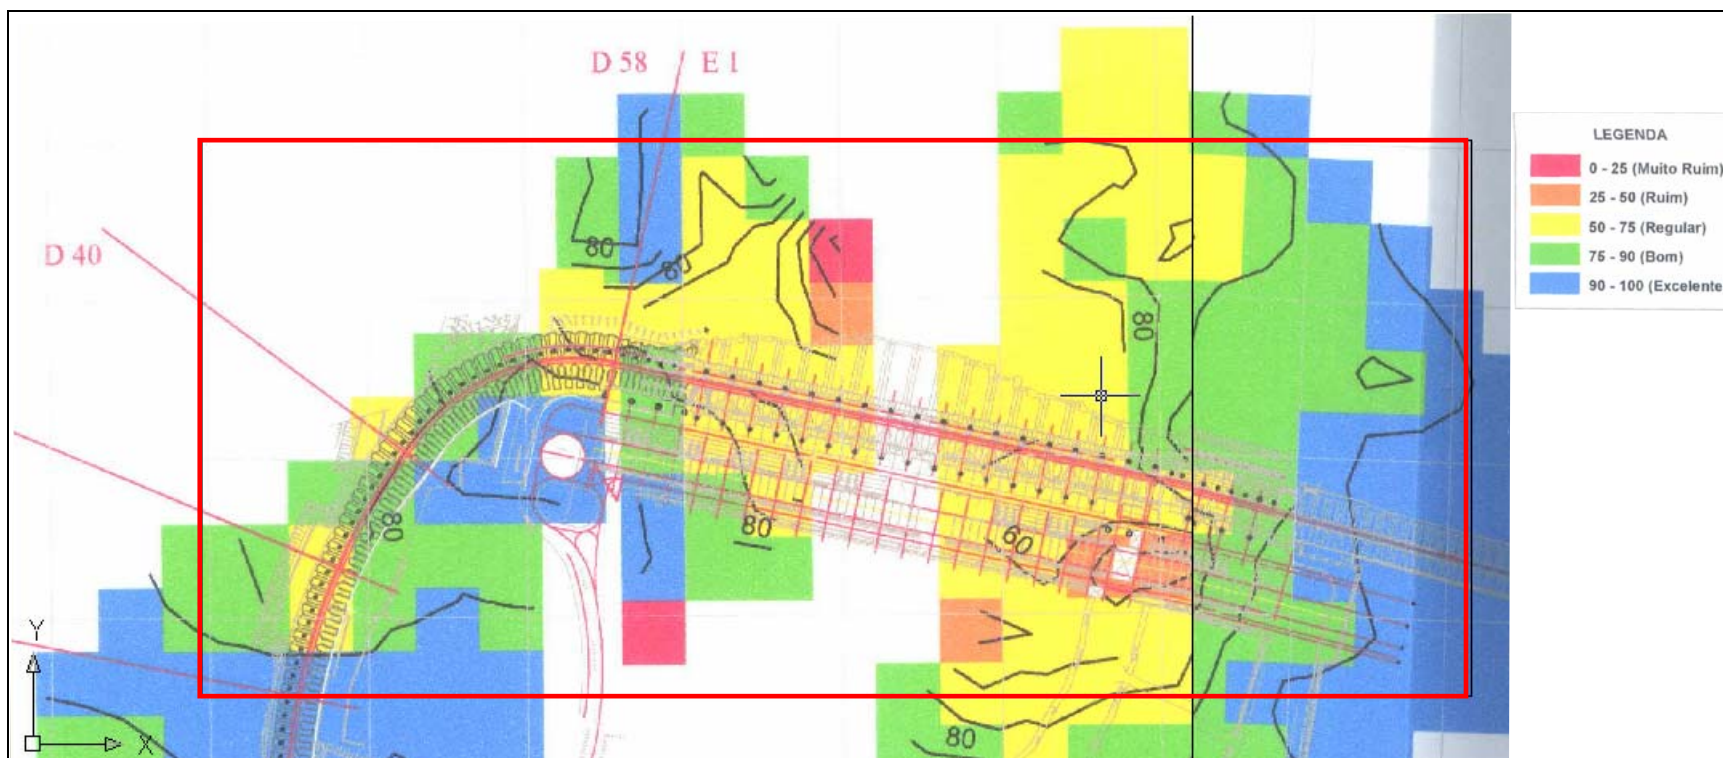 D 58
E 1
D 40
80
80
80
80
80
60
80
Y
X
LEGENDA
0 - 25 (Muito Ruim)
25 - 50 (Ruim)
50 - 75 (Regular)
75 - 90 (Bom)
90 - 100 (Excelente